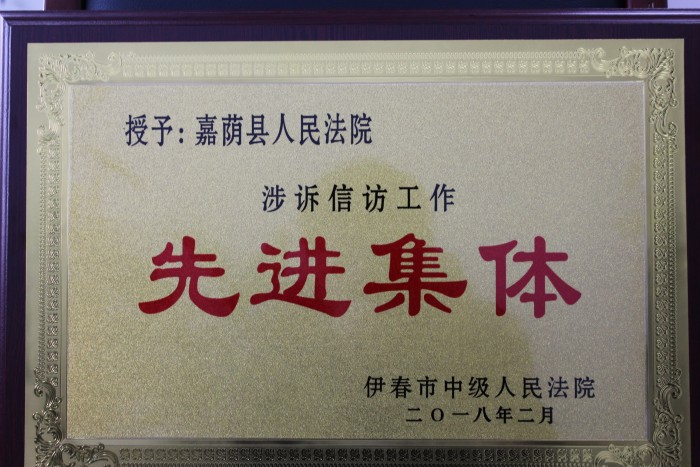 授予：嘉荫县人民法院
涉诉信访工作
先进集体
伊春市中级人民法院
二〇一八年二月